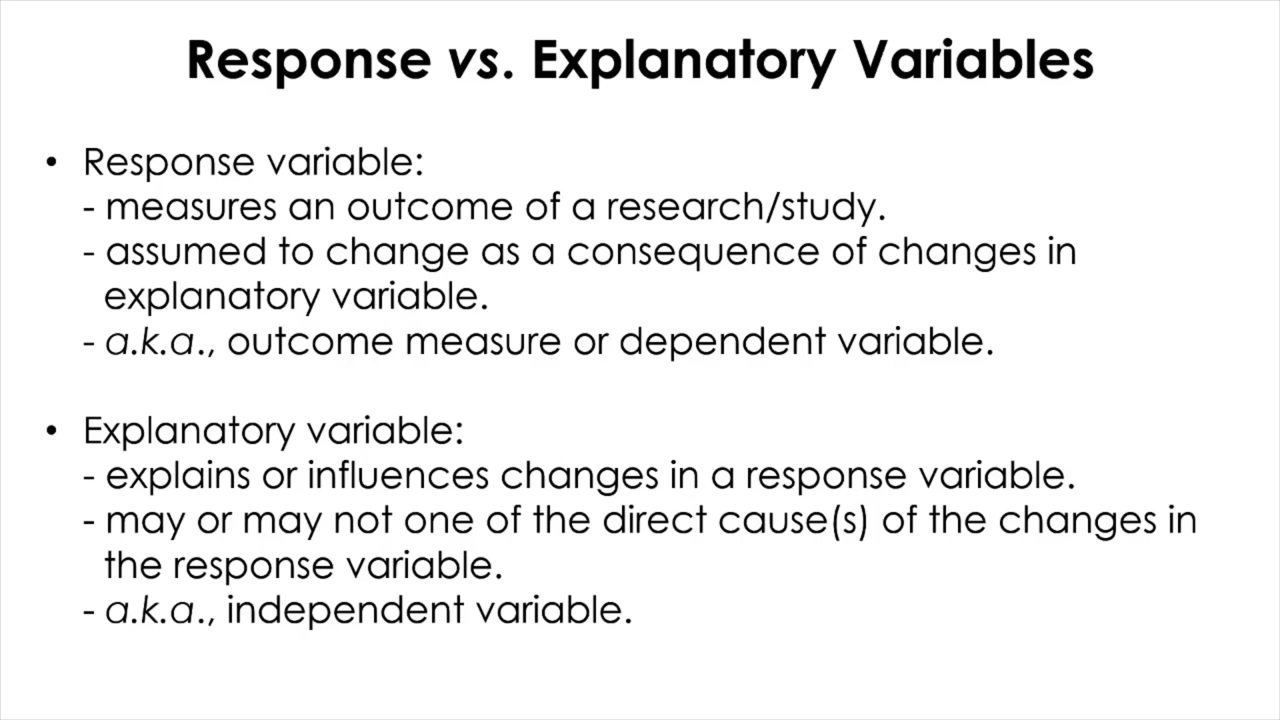 Response vs. Explanatory Variables
• Response variable:
- measures an outcome of a research/study.
- assumed to change as a consequence of changes in
explanatory variable.
- a.k.a., outcome measure or dependent variable.
• Explanatory variable:
- explains or influences changes in a response variable.
- may or may not one of the direct cause(s) of the changes in
the response variable.
- a.k.a., independent variable.